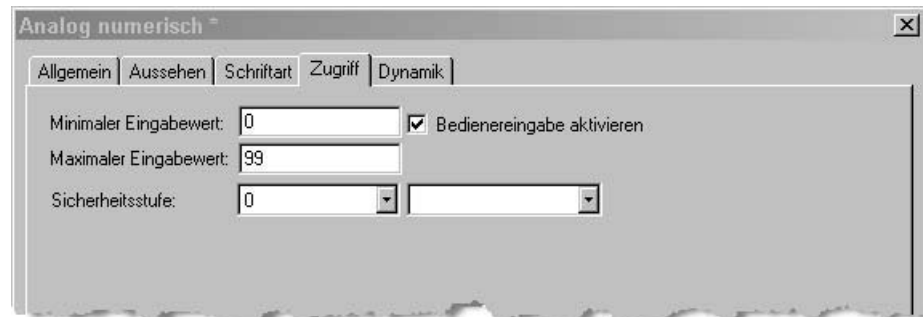 Analog numerisch *
Allgemein Aussehen Schriftart Zugriff Dynamik
Minimaler Eingabewert: 0 Bedienereingabe aktivieren
Maximaler Eingabewert: 99
Sicherheitsstufe: 0